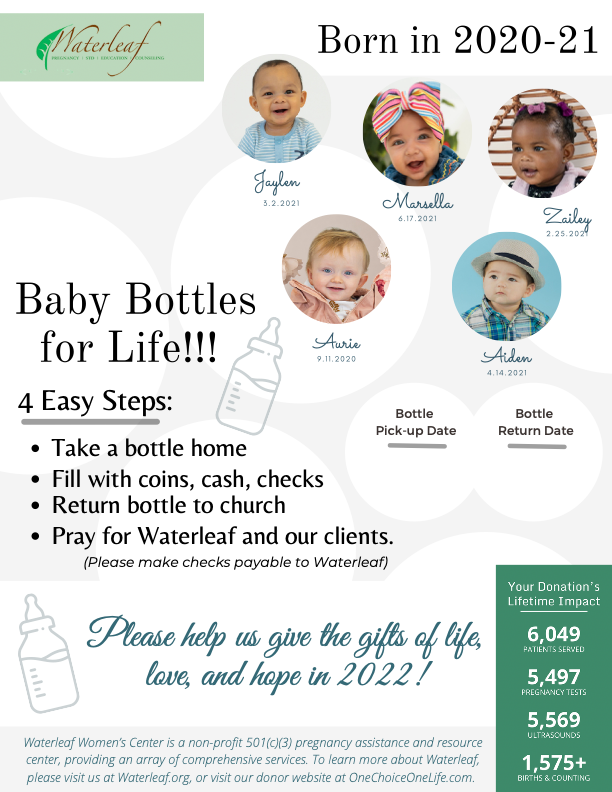 Waterleaf
PREGNANCY | STD | EDUCATION | COUNSELING
Born in 2020-21
Jaylen
3.2.2021
Marsella
6.17.2021
Zailey
2.25.2021
Aurie
9.11.2020
Aiden
4.14.2021
Baby Bottles
for Life!!!
4 Easy Steps:
• Take a bottle home
• Fill with coins, cash, checks
• Return bottle to church
• Pray for Waterleaf and our clients.
(Please make checks payable to Waterleaf)
Bottle
Pick-up Date
Bottle
Return Date
Please help us give the gifts of life,
love, and hope in 2022!
Your Donation's
Lifetime Impact
6,049
PATIENTS SERVED
5,497
PREGNANCY TESTS
5,569
ULTRASOUNDS
1,575+
BIRTHS & COUNTING
Waterleaf Women's Center is a non-profit 501(c)(3) pregnancy assistance and resource
center, providing an array of comprehensive services. To learn more about Waterleaf,
please visit us at Waterleaf.org, or visit our donor website at OneChoiceOneLife.com.